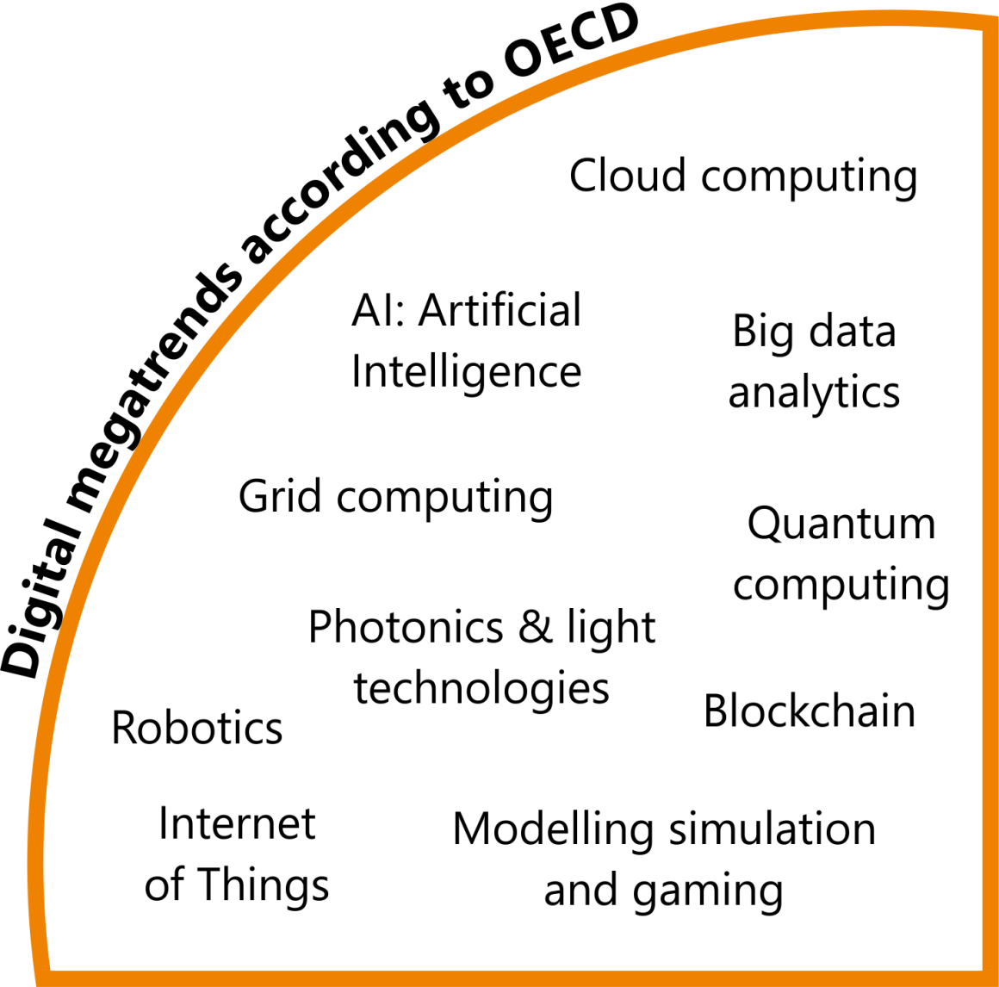 Digital megatrends according to OECD
Cloud computing
AI: Artificial
Intelligence
Big data
analytics
Grid computing
Quantum
computing
Photonics & light
technologies
Blockchain
Robotics
Internet
of Things
Modelling simulation
and gaming